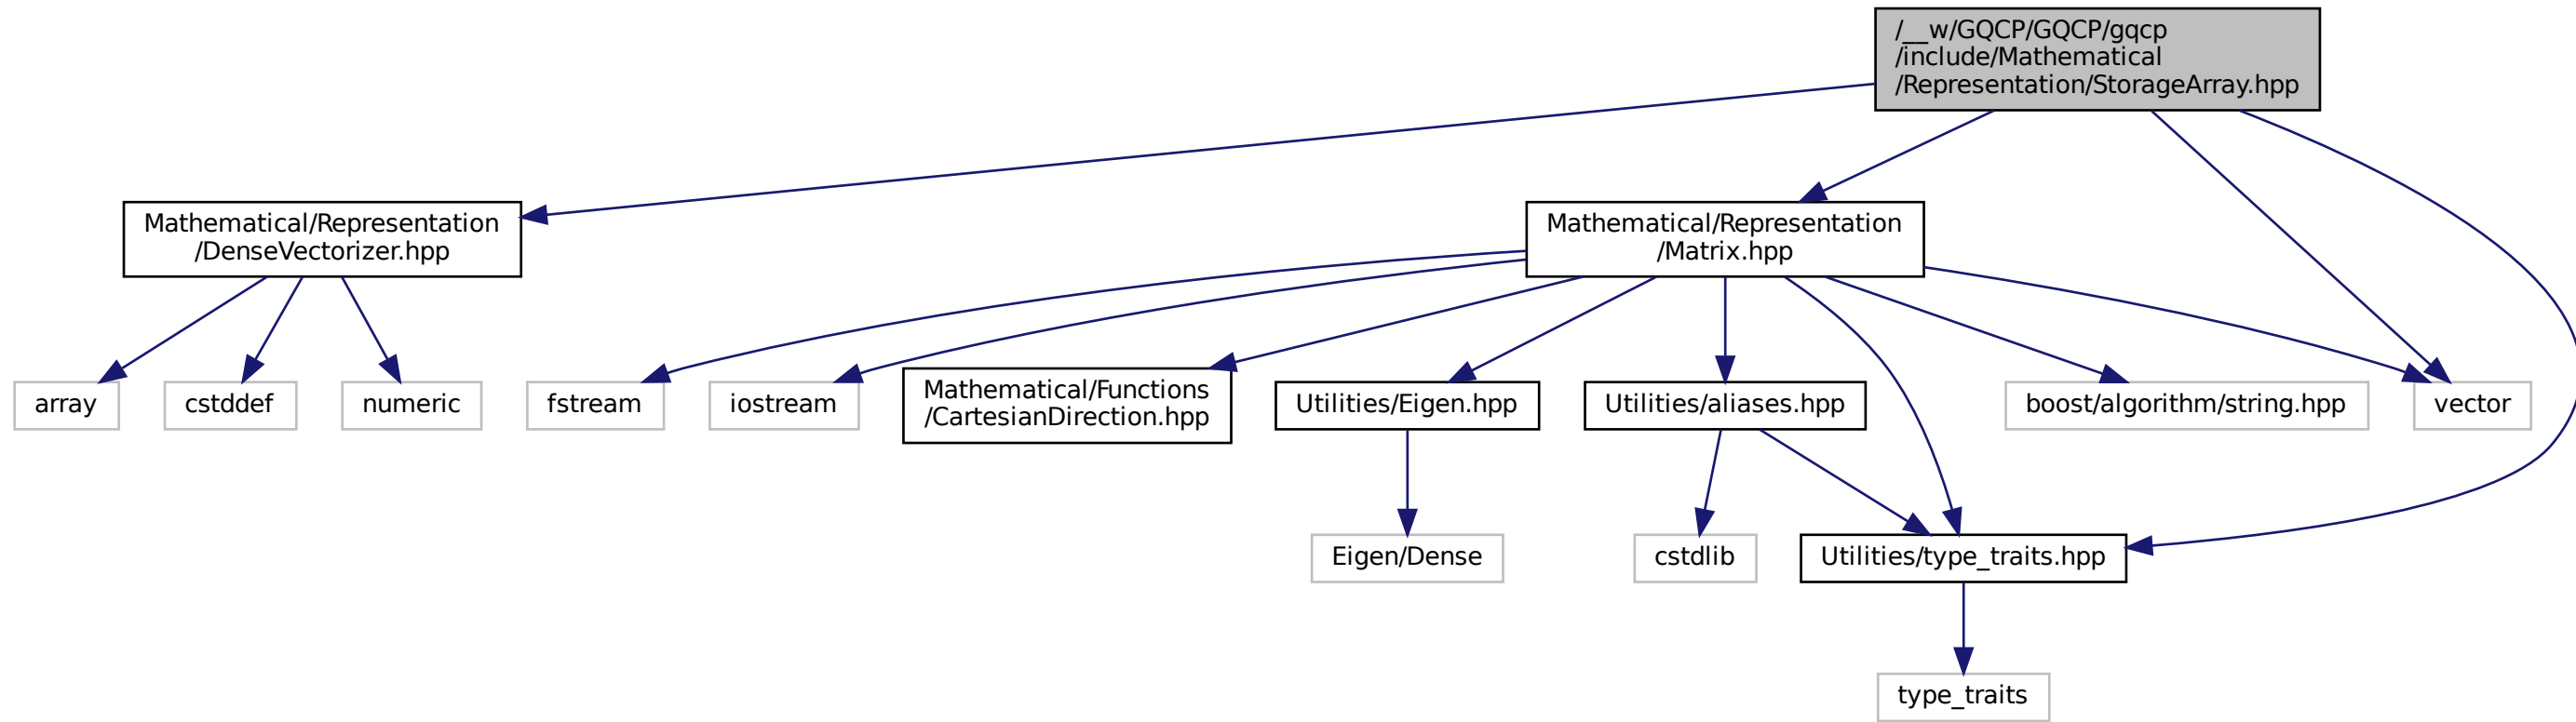 /__w/GQCP/GQCP/gqcp
/include/Mathematical
/Representation/StorageArray.hpp
Mathematical/Representation
/DenseVectorizer.hpp
Mathematical/Representation
/Matrix.hpp
array
cstddef
numeric
fstream
iostream
Mathematical/Functions
/CartesianDirection.hpp
Utilities/Eigen.hpp
Utilities/aliases.hpp
boost/algorithm/string.hpp
vector
Eigen/Dense
cstdlib
Utilities/type_traits.hpp
type_traits